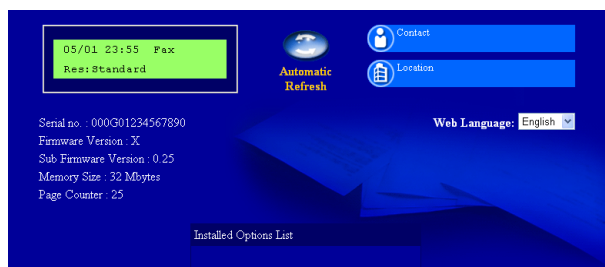 05/01 23:55 Fax
Res:Standard
Automatic
Refresh
Contact
Location
Serial no. : 000G01234567890
Firmware Version : X
Sub Firmware Version : 0.25
Memory Size : 32 Mbytes
Page Counter : 25
Web Language: English
Installed Options List